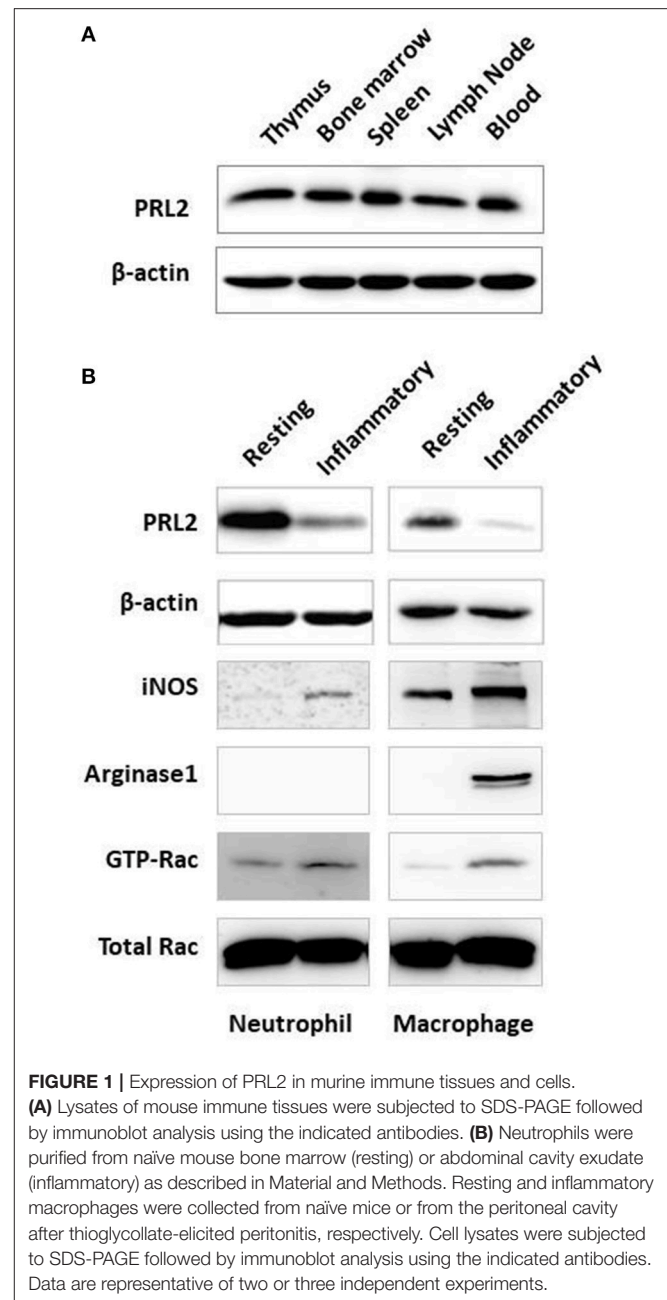 A
Thymus Bone marrow Spleen Lymph Node Blood
PRL2
β-actin
B
Resting Inflammatory Resting Inflammatory
PRL2
β-actin
iNOS
Arginase1
GTP-Rac
Total Rac
Neutrophil Macrophage
FIGURE 1 | Expression of PRL2 in murine immune tissues and cells.
(A) Lysates of mouse immune tissues were subjected to SDS-PAGE followed
by immunoblot analysis using the indicated antibodies. (B) Neutrophils were
purified from naïve mouse bone marrow (resting) or abdominal cavity exudate
(inflammatory) as described in Material and Methods. Resting and inflammatory
macrophages were collected from naïve mice or from the peritoneal cavity
after thioglycollate-elicited peritonitis, respectively. Cell lysates were subjected
to SDS-PAGE followed by immunoblot analysis using the indicated antibodies.
Data are representative of two or three independent experiments.